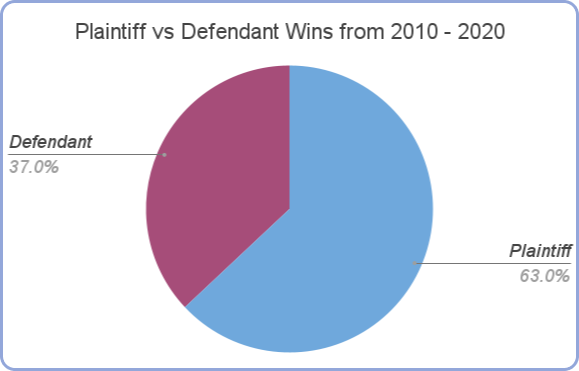 Plaintiff vs Defendant Wins from 2010 - 2020
Defendant
37.0%
Plaintiff
63.0%